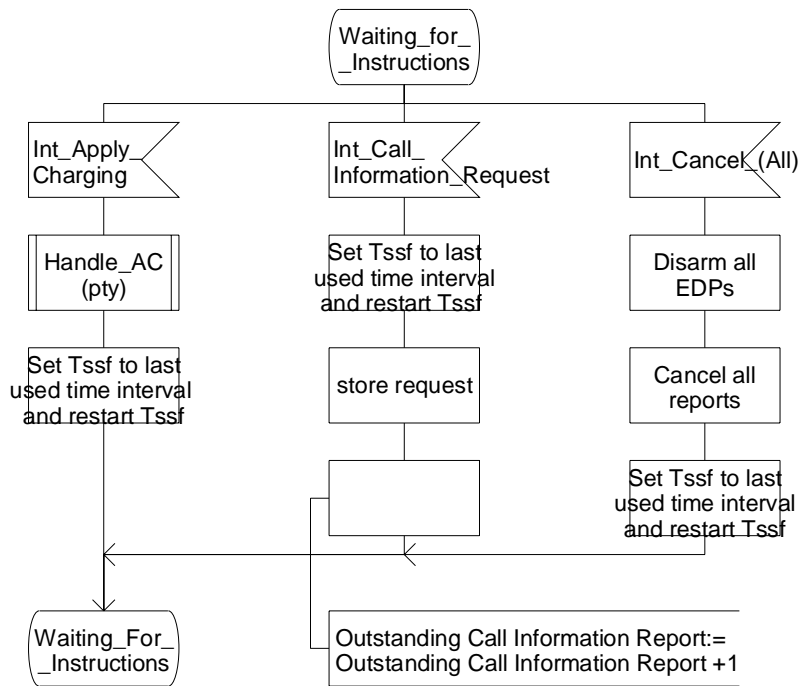 Waiting_for_
_Instructions
Int_Apply_
Charging
Int_Call_
Information_Request
Int_Cancel_(All)
Handle_AC
(pty)
Set Tssf to last
used time interval
and restart Tssf
Disarm all
EDPs
Set Tssf to last
used time interval
and restart Tssf
store request
Cancel all
reports
Set Tssf to last
used time interval
and restart Tssf
Waiting_For_
_Instructions
Outstanding Call Information Report:=
Outstanding Call Information Report +1